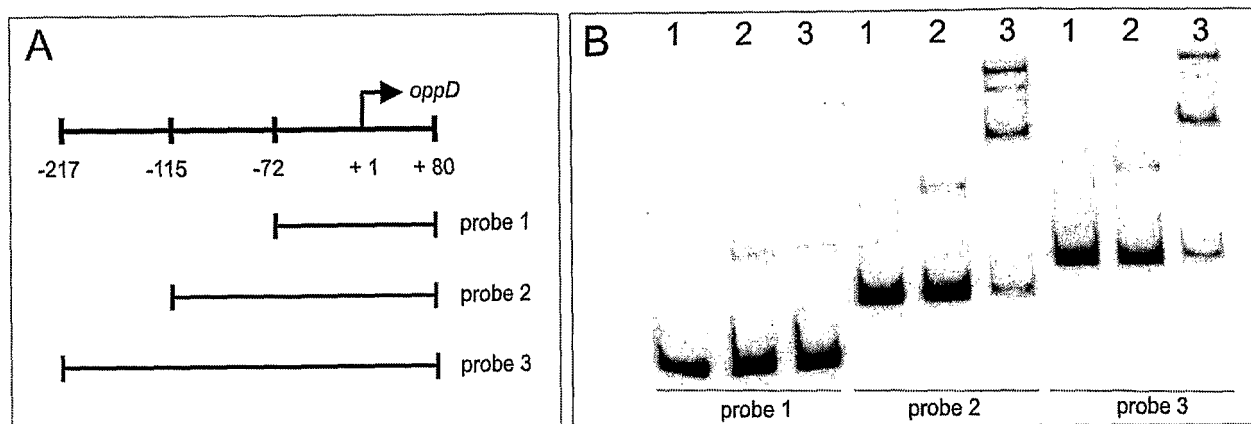 A
oppD
-217 -115 -72 + 1 + 80
probe 1
probe 2
probe 3
B
1 2 3 1 2 3 1 2 3
probe 1 probe 2 probe 3